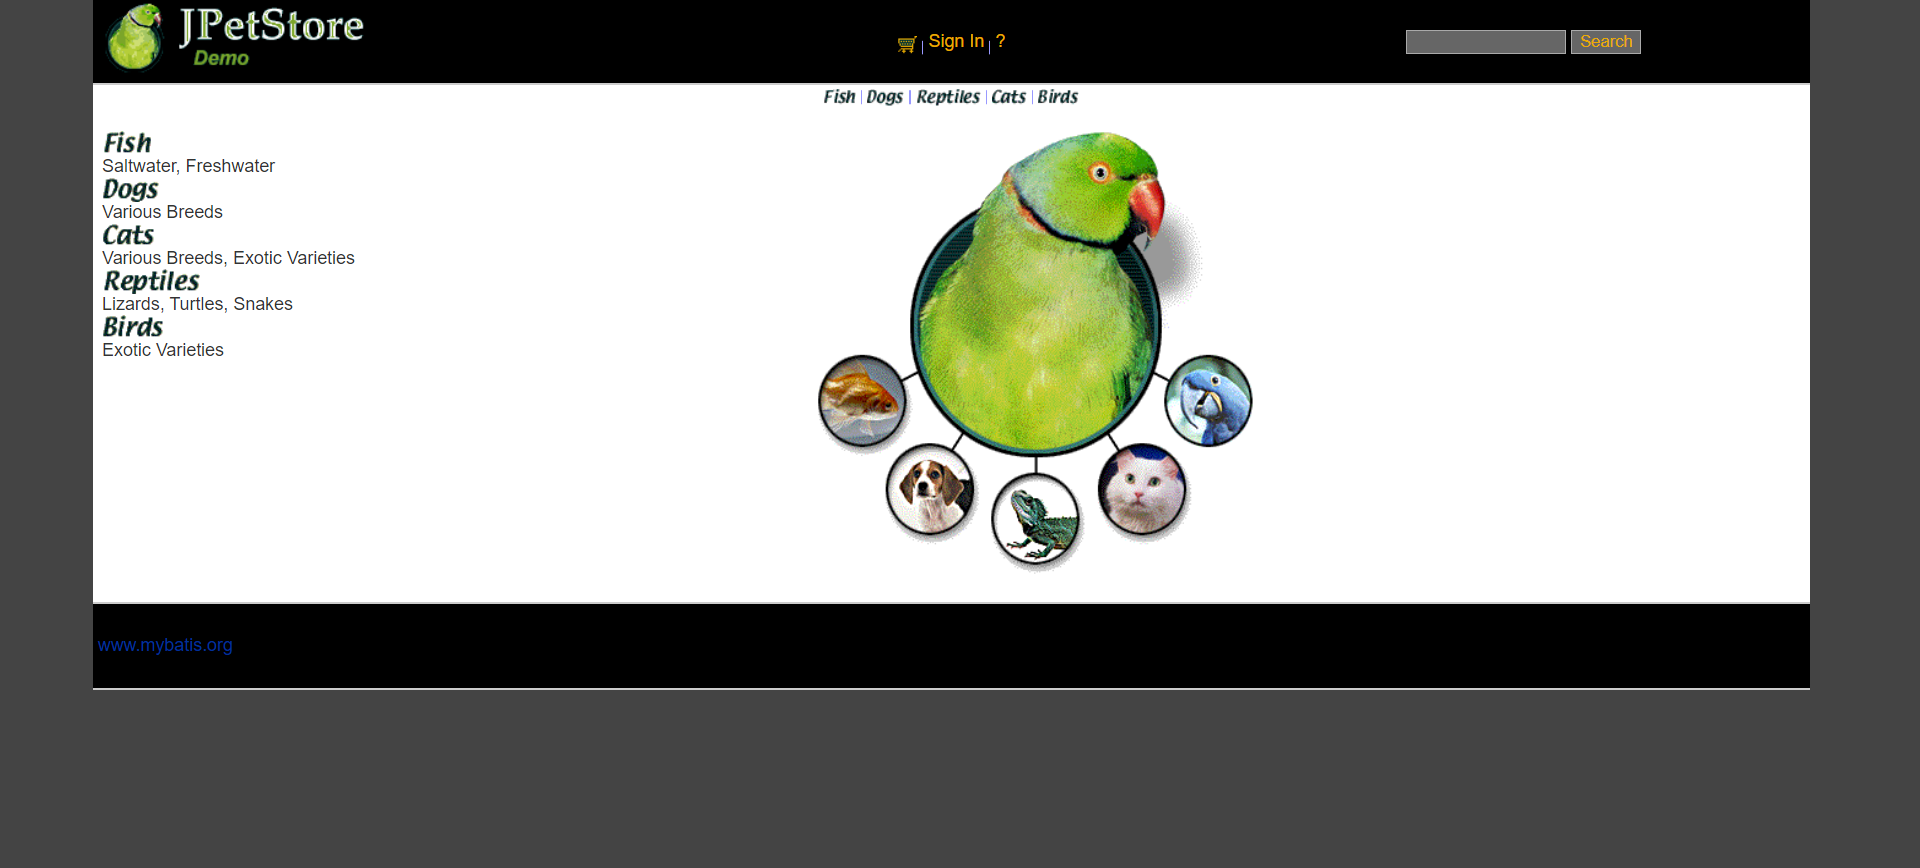 JPetStore
Demo
Sign In ?
Search
Fish Dogs Reptiles Cats Birds
Fish
Saltwater, Freshwater
Dogs
Various Breeds
Cats
Various Breeds, Exotic Varieties
Reptiles
Lizards, Turtles, Snakes
Birds
Exotic Varieties
www.mybatis.org